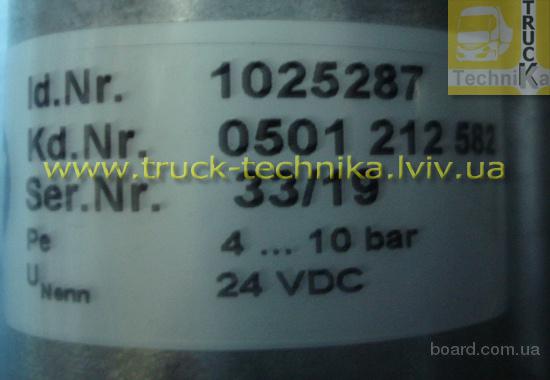 TRUCK
TechniKa
Id.Nr. 1025287
Kd.Nr. 0501 212 582
www.truck-technika.lviv.ua
Ser.Nr. 33/19
Pe 4 ... 10 bar
UNenn 24 VDC
board.com.ua